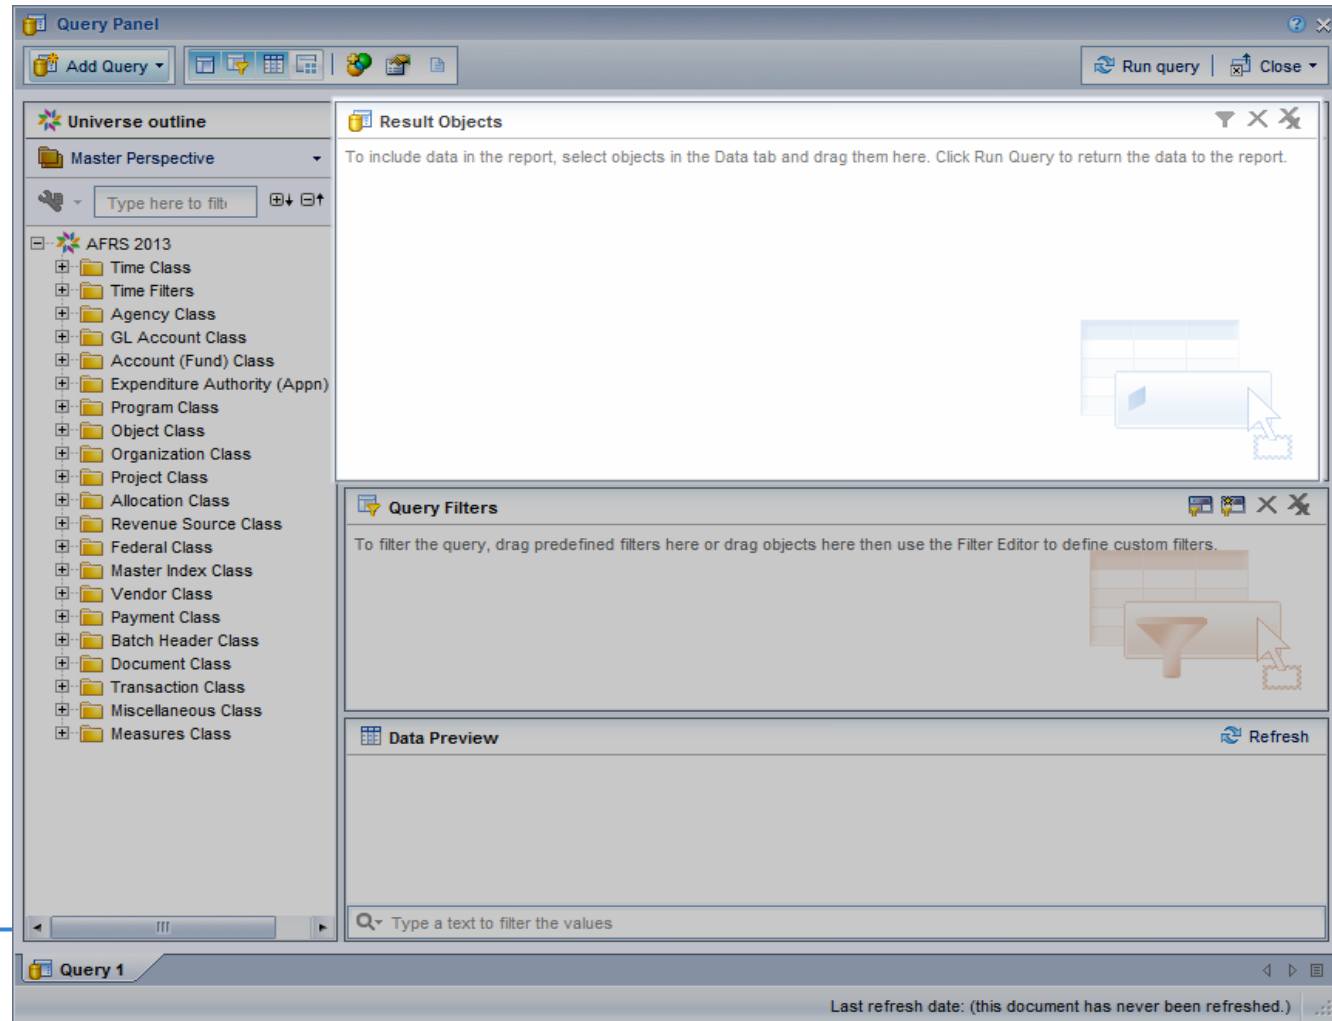 Query Panel
Add Query
Run query
Close
Universe outline
Master Perspective
Type here to filt
AFRS 2013
Time Class
Time Filters
Agency Class
GL Account Class
Account (Fund) Class
Expenditure Authority (Appn)
Program Class
Object Class
Organization Class
Project Class
Allocation Class
Revenue Source Class
Federal Class
Master Index Class
Vendor Class
Payment Class
Batch Header Class
Document Class
Transaction Class
Miscellaneous Class
Measures Class
Result Objects
To include data in the report, select objects in the Data tab and drag them here. Click Run Query to return the data to the report.
Query Filters
To filter the query, drag predefined filters here or drag objects here then use the Filter Editor to define custom filters.
Data Preview
Refresh
Type a text to filter the values
Query 1
Last refresh date: (this document has never been refreshed.)